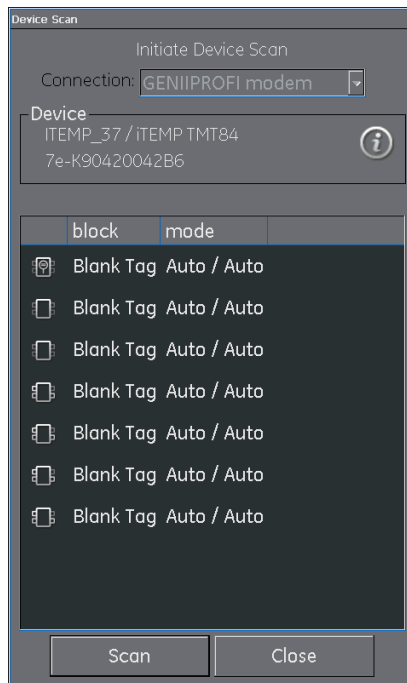 Device Scan
Initiate Device Scan
Connection: GENIIPROFI modem
Device
ITEMP_37 / iTEMP TMT84
7e-K90420042B6
block mode
Blank Tag Auto / Auto
Blank Tag Auto / Auto
Blank Tag Auto / Auto
Blank Tag Auto / Auto
Blank Tag Auto / Auto
Blank Tag Auto / Auto
Blank Tag Auto / Auto
Scan Close